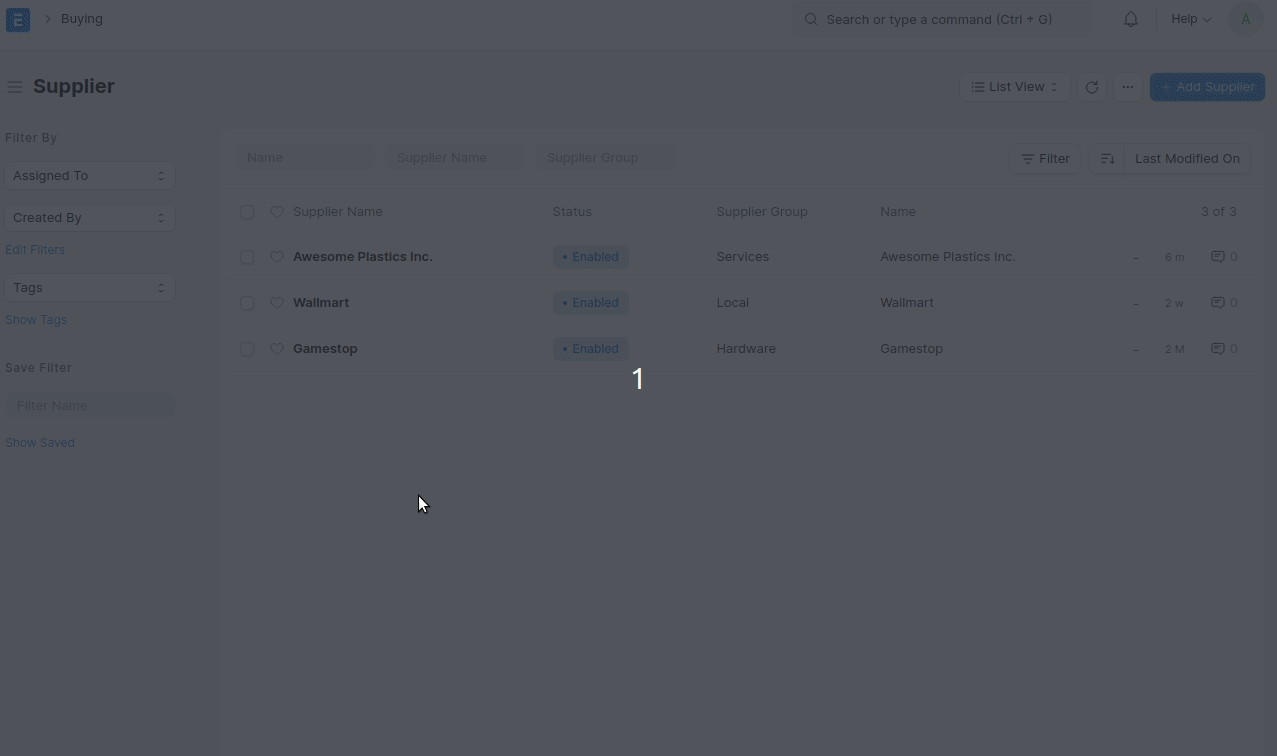 E > Buying
Search or type a command (Ctrl + G)
Help
A
Supplier
List View
...
+ Add Supplier
Filter By
Assigned To
Created By
Edit Filters
Tags
Show Tags
Save Filter
Filter Name
Show Saved
Name Supplier Name Supplier Group
Filter
Last Modified On
Supplier Name Status Supplier Group Name 3 of 3
Awesome Plastics Inc. • Enabled Services Awesome Plastics Inc. - 6 m 0
Wallmart • Enabled Local Wallmart - 2 w 0
Gamestop • Enabled Hardware Gamestop - 2 M 0
1